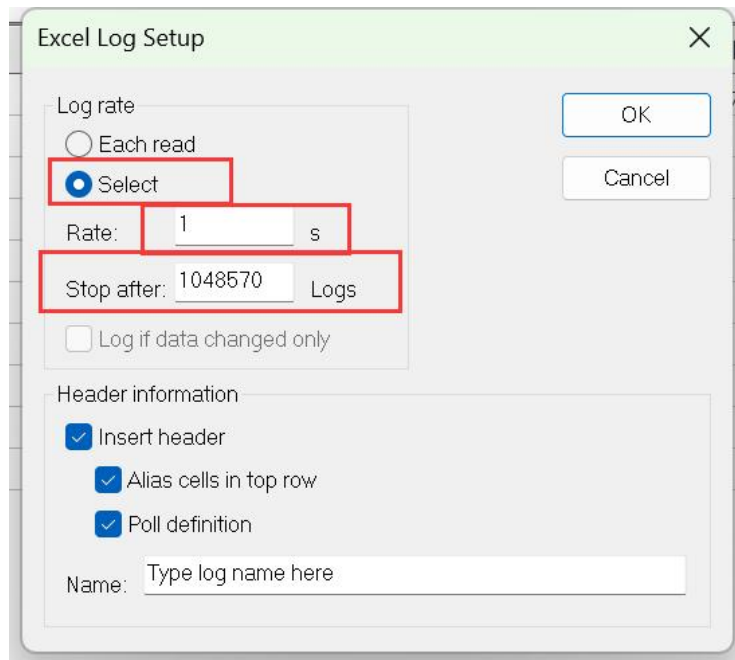 Excel Log Setup
Log rate
Each read
Select
Rate: 1 s
Stop after: 1048570 Logs
Log if data changed only
OK
Cancel
Header information
Insert header
Alias cells in top row
Poll definition
Name: Type log name here